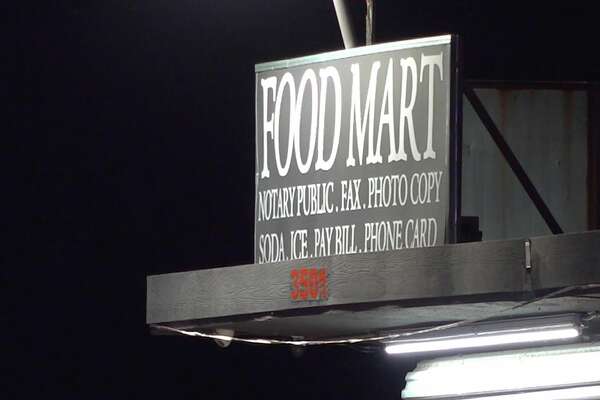 FOOD MART
NOTARY PUBLIC . FAX . PHOTO COPY
SODA . ICE . PAY BILL . PHONE CARD